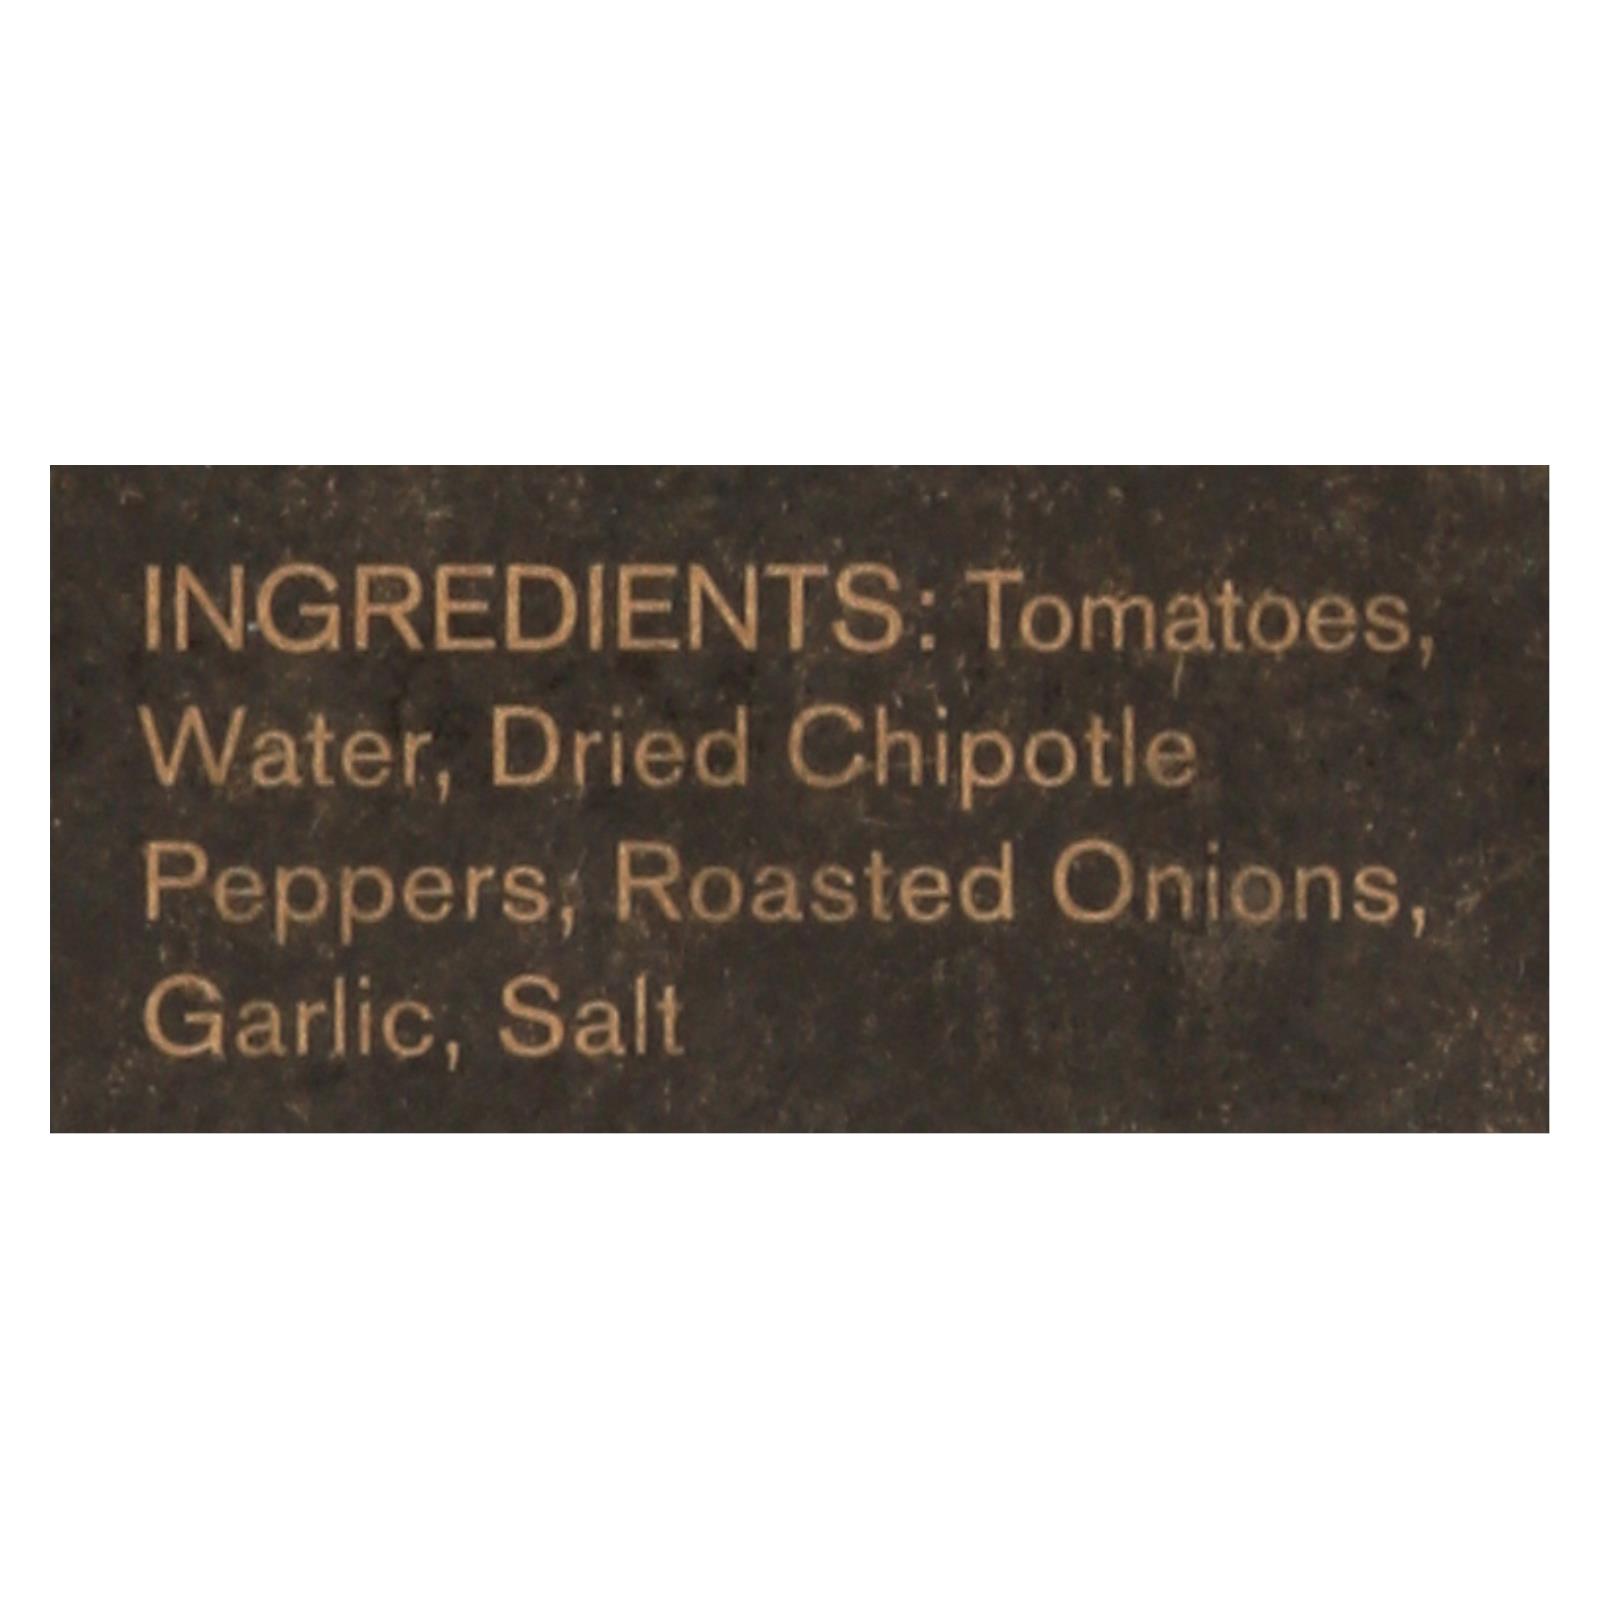 INGREDIENTS: Tomatoes,
Water, Dried Chipotle
Peppers, Roasted Onions,
Garlic, Salt